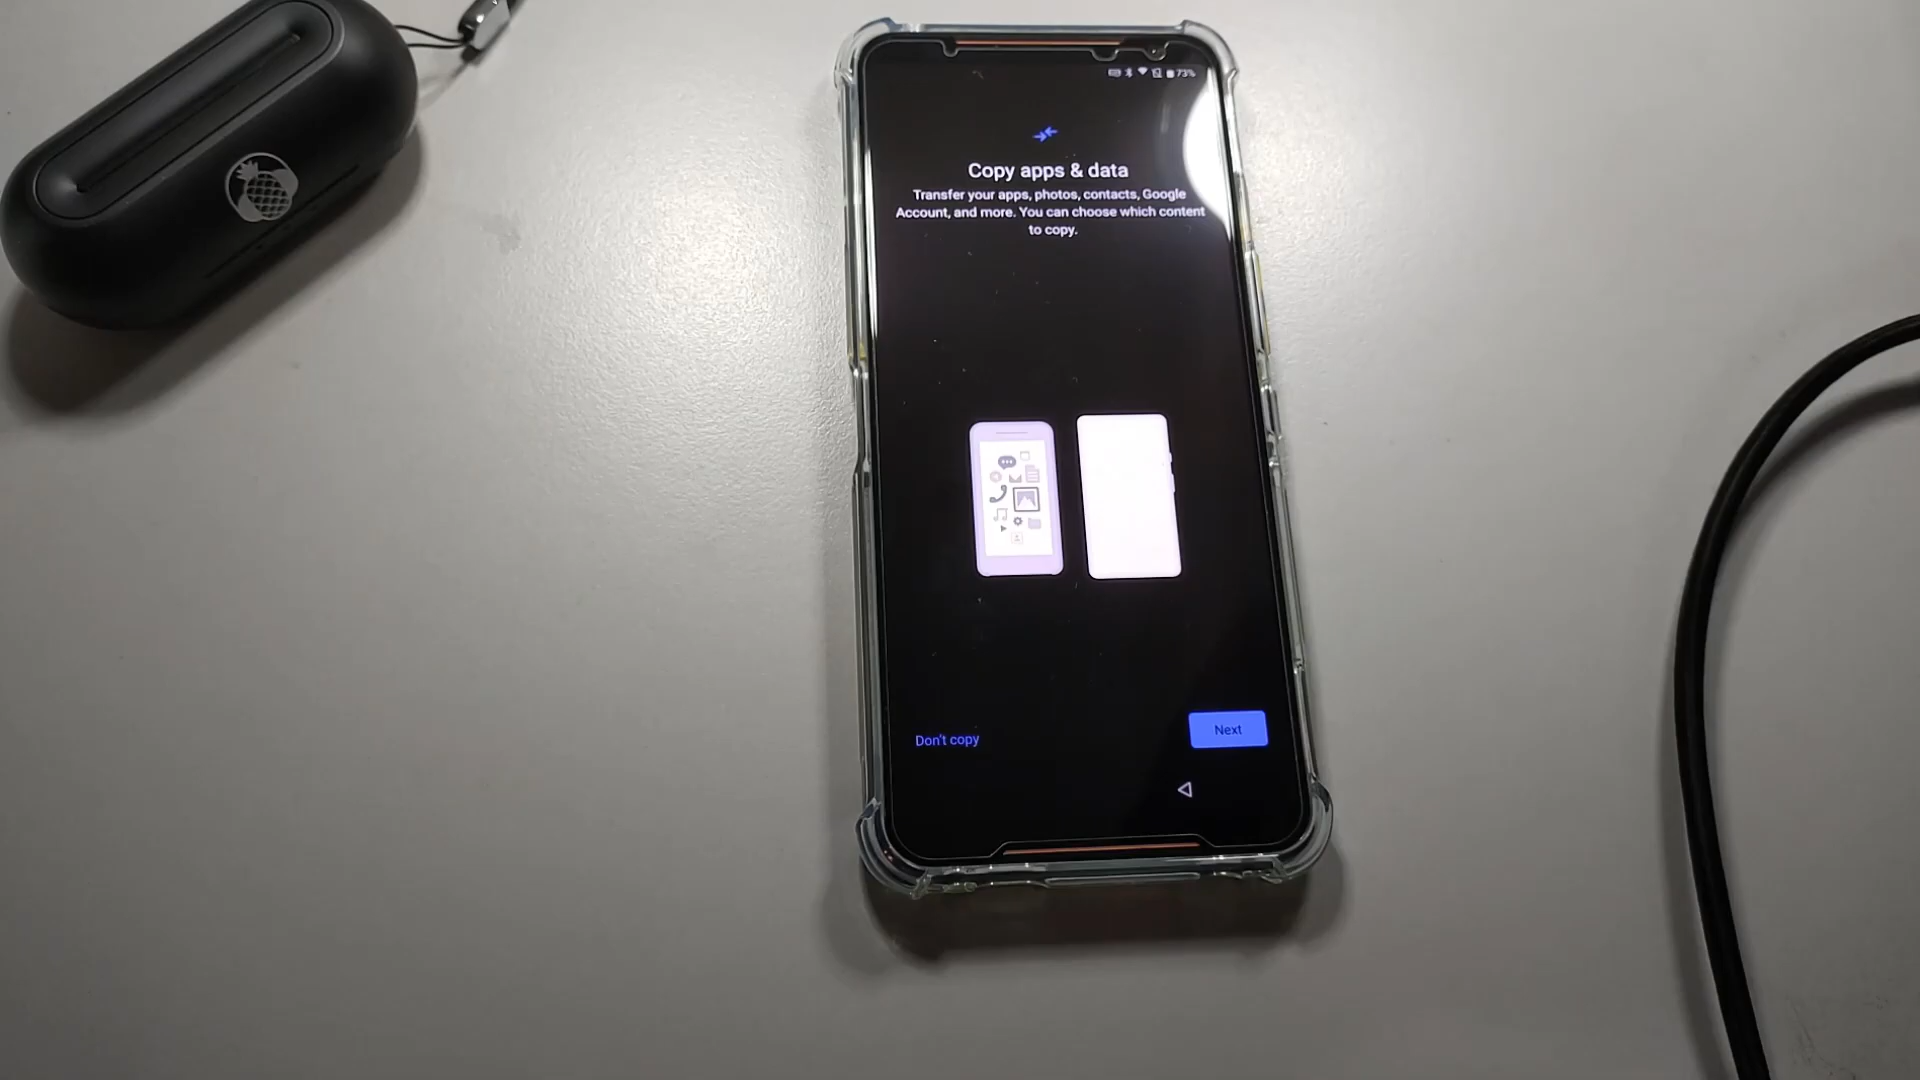 73%
Copy apps & data
Transfer your apps, photos, contacts, Google
Account, and more. You can choose which content
to copy.
Don't copy
Next